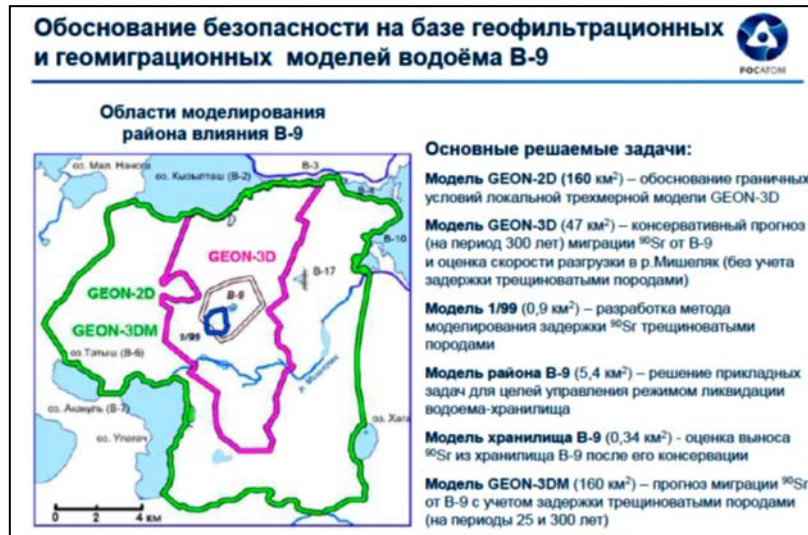 Обоснование безопасности на базе геофильтрационных
и геомиграционных моделей водоёма В-9
РОСАТОМ
Области моделирования
района влияния В-9
оз. Мал. Нанога
оз. Кызылташ (В-2)
В-3
В-4
В-10
GEON-3D
В-17
GEON-2D
В-9
GEON-3DM
1/99
оз.Татыш (В-6)
р. Мишеляк
оз. Акакуль (В-7)
оз. Улагач
оз. Хага
0 2 4 км
Основные решаемые задачи:
Модель GEON-2D (160 км²) – обоснование граничных
условий локальной трехмерной модели GEON-3D
Модель GEON-3D (47 км²) – консервативный прогноз
(на период 300 лет) миграции ⁹⁰Sr от В-9
и оценка скорости разгрузки в р.Мишеляк (без учета
задержки трещиноватыми породами)
Модель 1/99 (0,9 км²) – разработка метода
моделирования задержки ⁹⁰Sr трещиноватыми
породами
Модель района В-9 (5,4 км²) – решение прикладных
задач для целей управления режимом ликвидации
водоема-хранилища
Модель хранилища В-9 (0,34 км²) - оценка выноса
⁹⁰Sr из хранилища В-9 после его консервации
Модель GEON-3DM (160 км²) – прогноз миграции ⁹⁰Sr
от В-9 с учетом задержки трещиноватыми породами
(на периоды 25 и 300 лет)